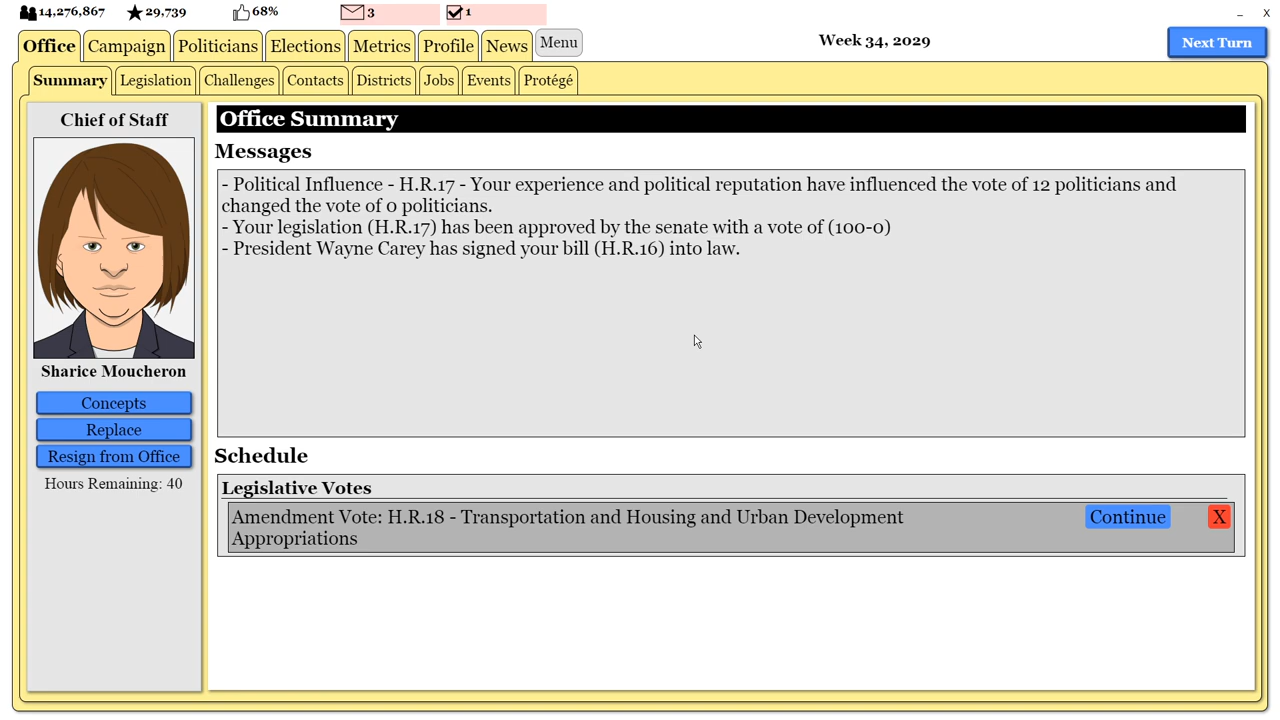 14,276,867 29,739 68% 3 1 _ X
Office Campaign Politicians Elections Metrics Profile News Menu Week 34, 2029 Next Turn
Summary Legislation Challenges Contacts Districts Jobs Events Protégé
Chief of Staff
Sharice Moucheron
Concepts
Replace
Resign from Office
Hours Remaining: 40
Office Summary
Messages
- Political Influence - H.R.17 - Your experience and political reputation have influenced the vote of 12 politicians and
changed the vote of 0 politicians.
- Your legislation (H.R.17) has been approved by the senate with a vote of (100-0)
- President Wayne Carey has signed your bill (H.R.16) into law.
Schedule
Legislative Votes
Amendment Vote: H.R.18 - Transportation and Housing and Urban Development
Appropriations
Continue X